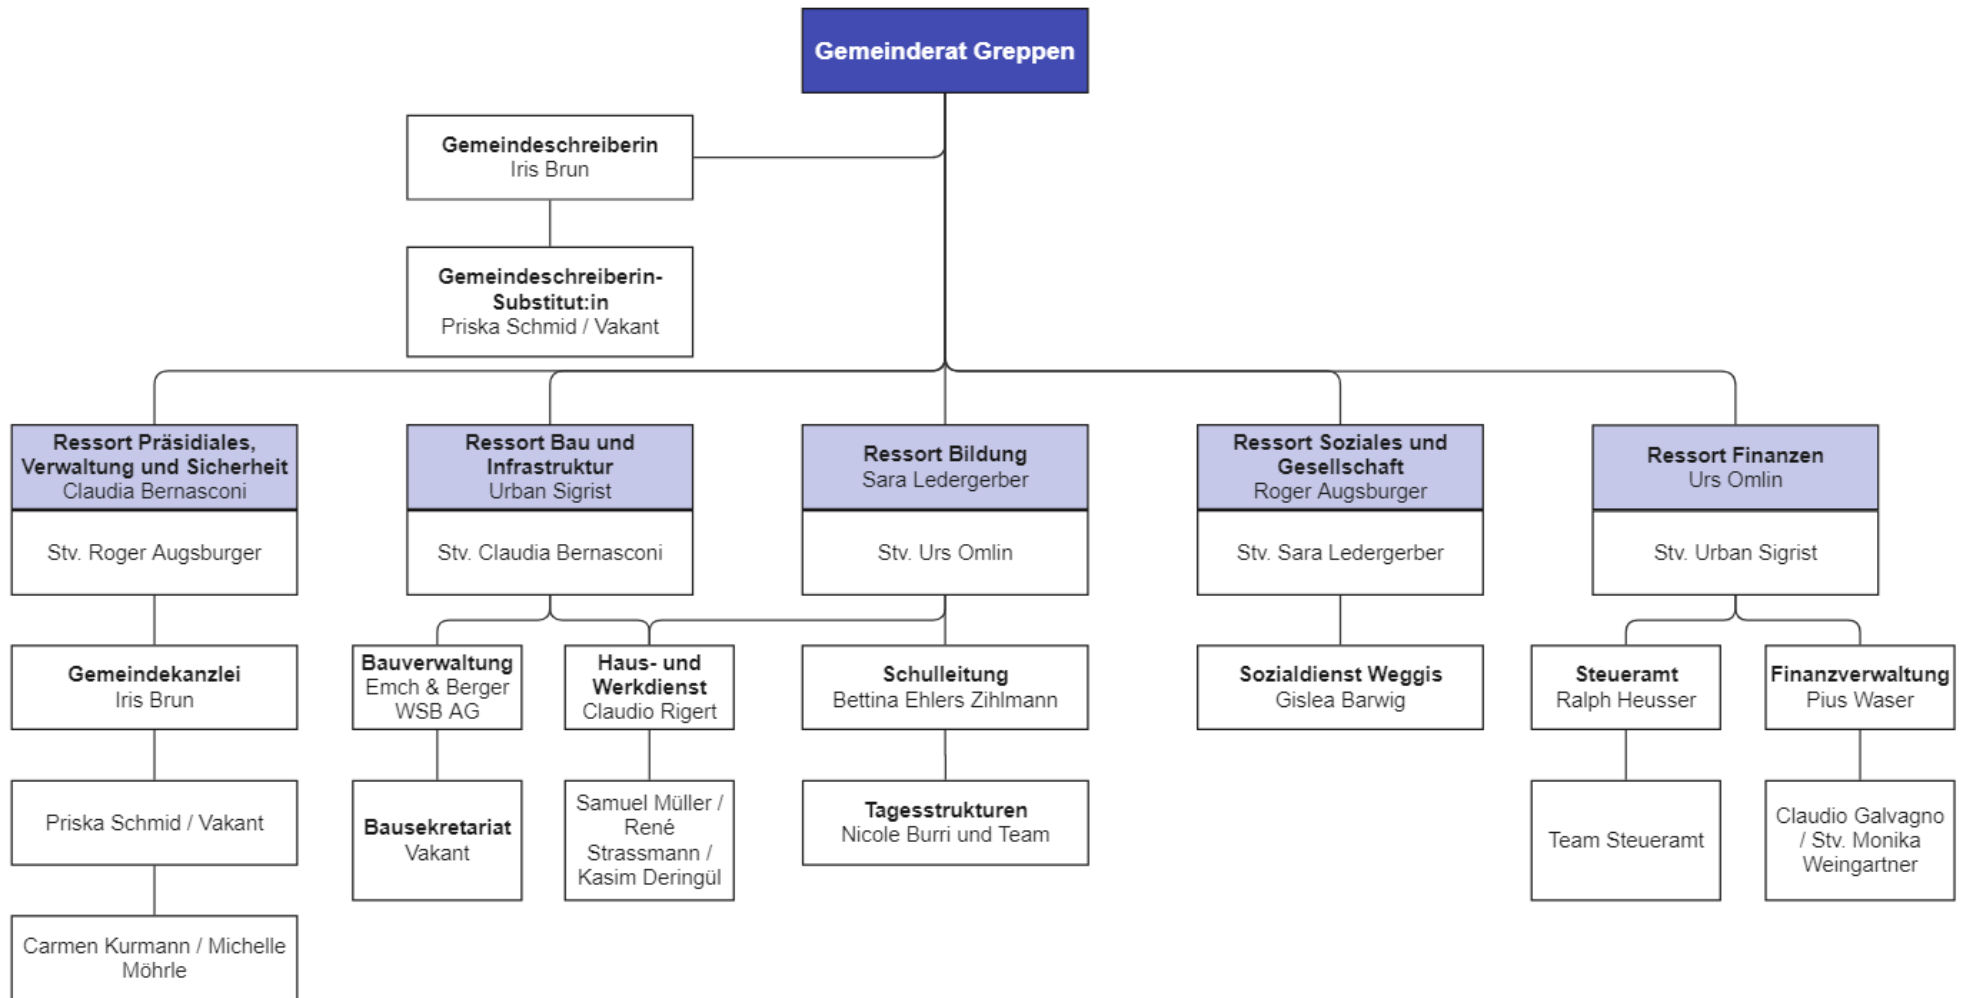 Gemeinderat Greppen
Gemeindeschreiberin
Iris Brun
Gemeindeschreiberin-
Substitut:in
Priska Schmid / Vakant
Ressort Präsidiales,
Verwaltung und Sicherheit
Claudia Bernasconi
Stv. Roger Augsburger
Gemeindekanzlei
Iris Brun
Priska Schmid / Vakant
Carmen Kurmann / Michelle
Möhrle
Ressort Bau und
Infrastruktur
Urban Sigrist
Stv. Claudia Bernasconi
Bauverwaltung
Emch & Berger
WSB AG
Bausekretariat
Vakant
Haus- und
Werkdienst
Claudio Rigert
Samuel Müller /
René
Strassmann /
Kasim Deringül
Ressort Bildung
Sara Ledergerber
Stv. Urs Omlin
Schulleitung
Bettina Ehlers Zihlmann
Tagesstrukturen
Nicole Burri und Team
Ressort Soziales und
Gesellschaft
Roger Augsburger
Stv. Sara Ledergerber
Sozialdienst Weggis
Gislea Barwig
Ressort Finanzen
Urs Omlin
Stv. Urban Sigrist
Steueramt
Ralph Heusser
Team Steueramt
Finanzverwaltung
Pius Waser
Claudio Galvagno
/ Stv. Monika
Weingartner